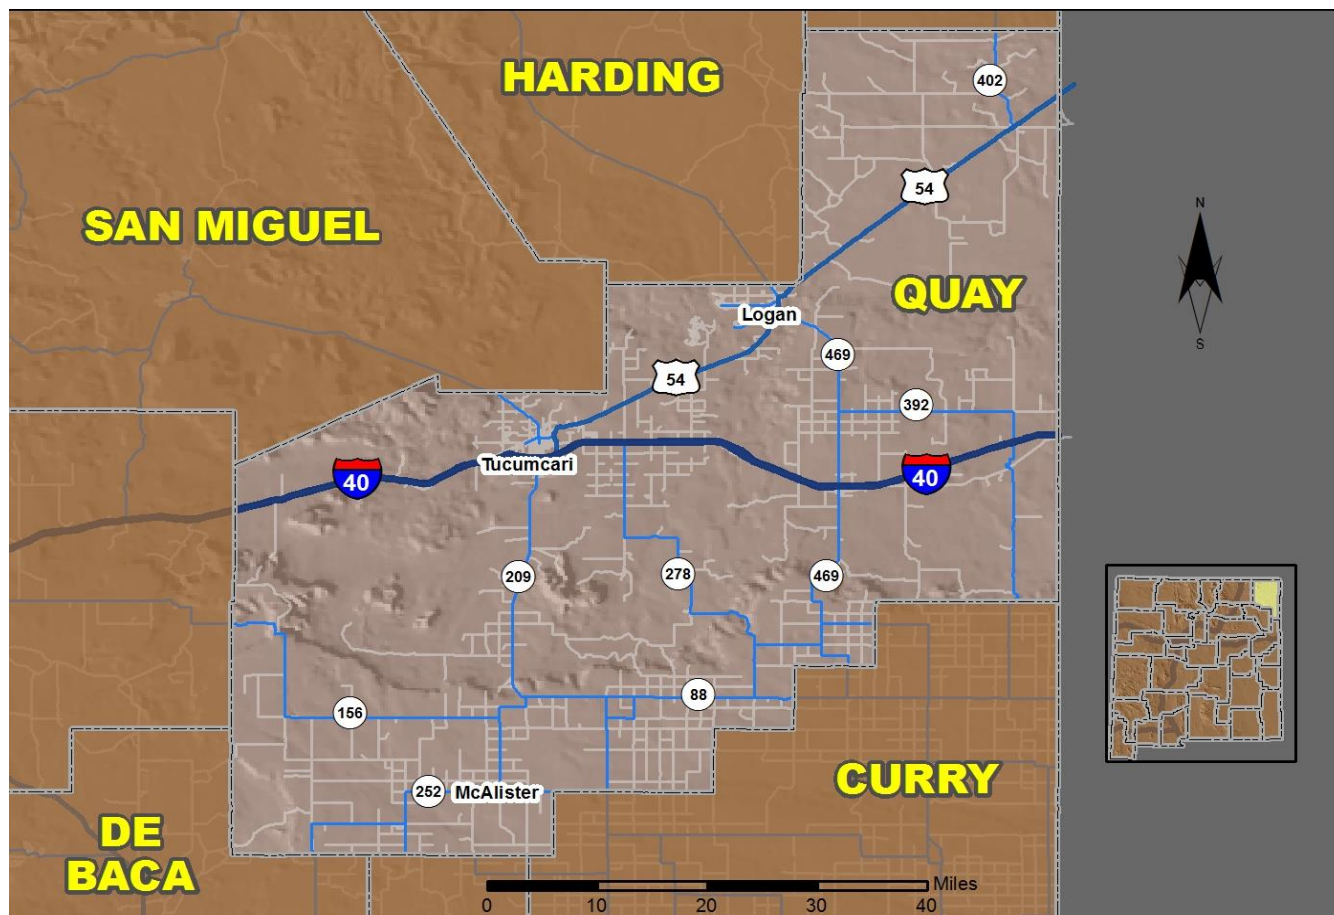 HARDING
402
54
N
SAN MIGUEL
QUAY
Logan
S
469
54
392
Tucumcari
40
40
209
278
469
88
156
CURRY
252
McAlister
DE
BACA
Miles
0 10 20 30 40